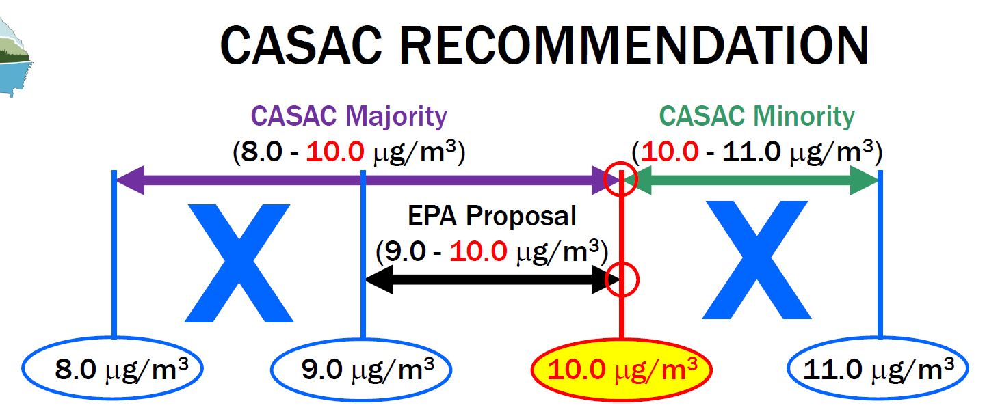 CASAC RECOMMENDATION
CASAC Majority
(8.0 - 10.0 μg/m³)
CASAC Minority
(10.0 - 11.0 μg/m³)
EPA Proposal
(9.0 - 10.0 μg/m³)
X
X
8.0 μg/m³
9.0 μg/m³
10.0 μg/m³
11.0 μg/m³